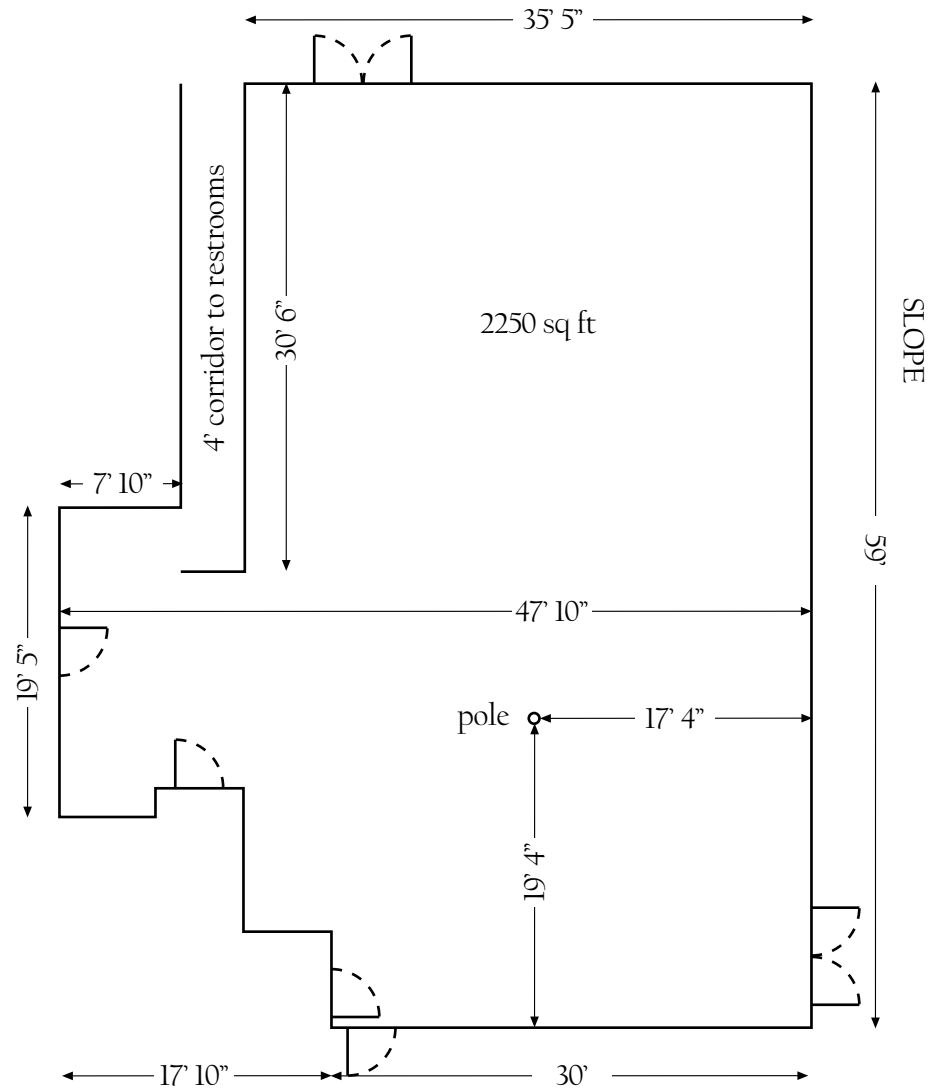 35' 5”
4' corridor to restrooms
30' 6”
2250 sq ft
SLOPE
7' 10”
59'
47' 10”
19' 5”
pole
17' 4”
19' 4”
17' 10”
30'